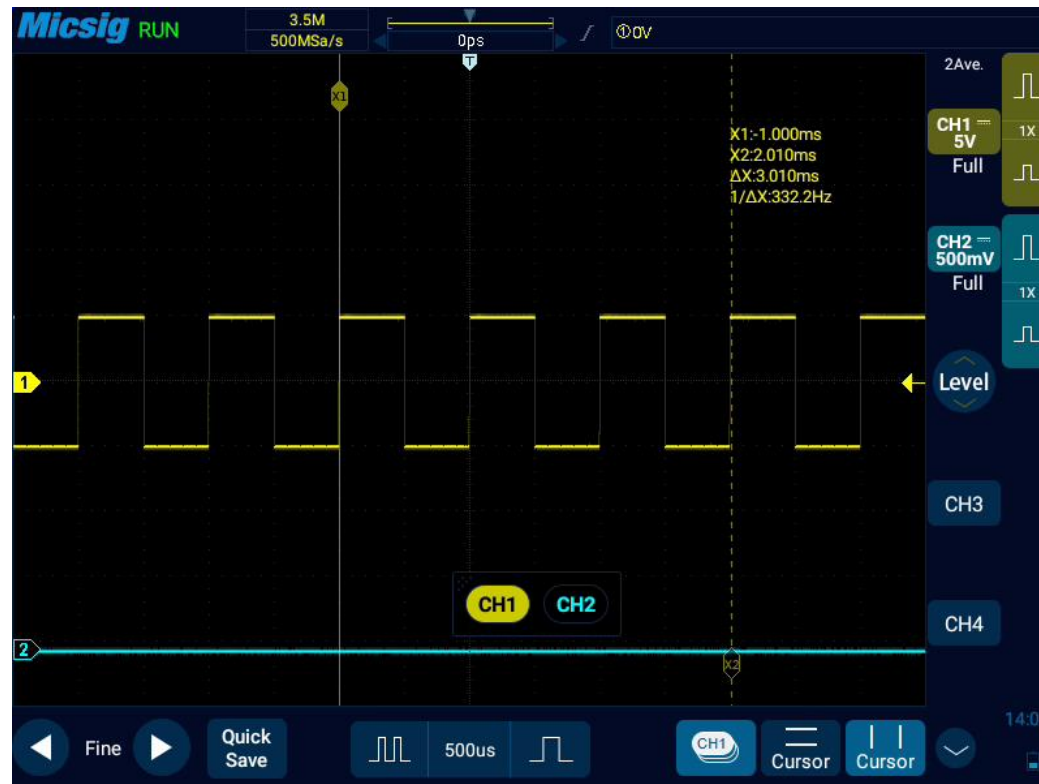 Micsig RUN
3.5M
500MSa/s
0ps
①0V
2Ave.
T
X1
X1:-1.000ms
X2:2.010ms
ΔX:3.010ms
1/ΔX:332.2Hz
CH1
5V
Full
1X
CH2
500mV
Full
1X
1
Level
CH3
CH1 CH2
CH4
2
X2
Fine
Quick
Save
500us
CH1
Cursor
Cursor